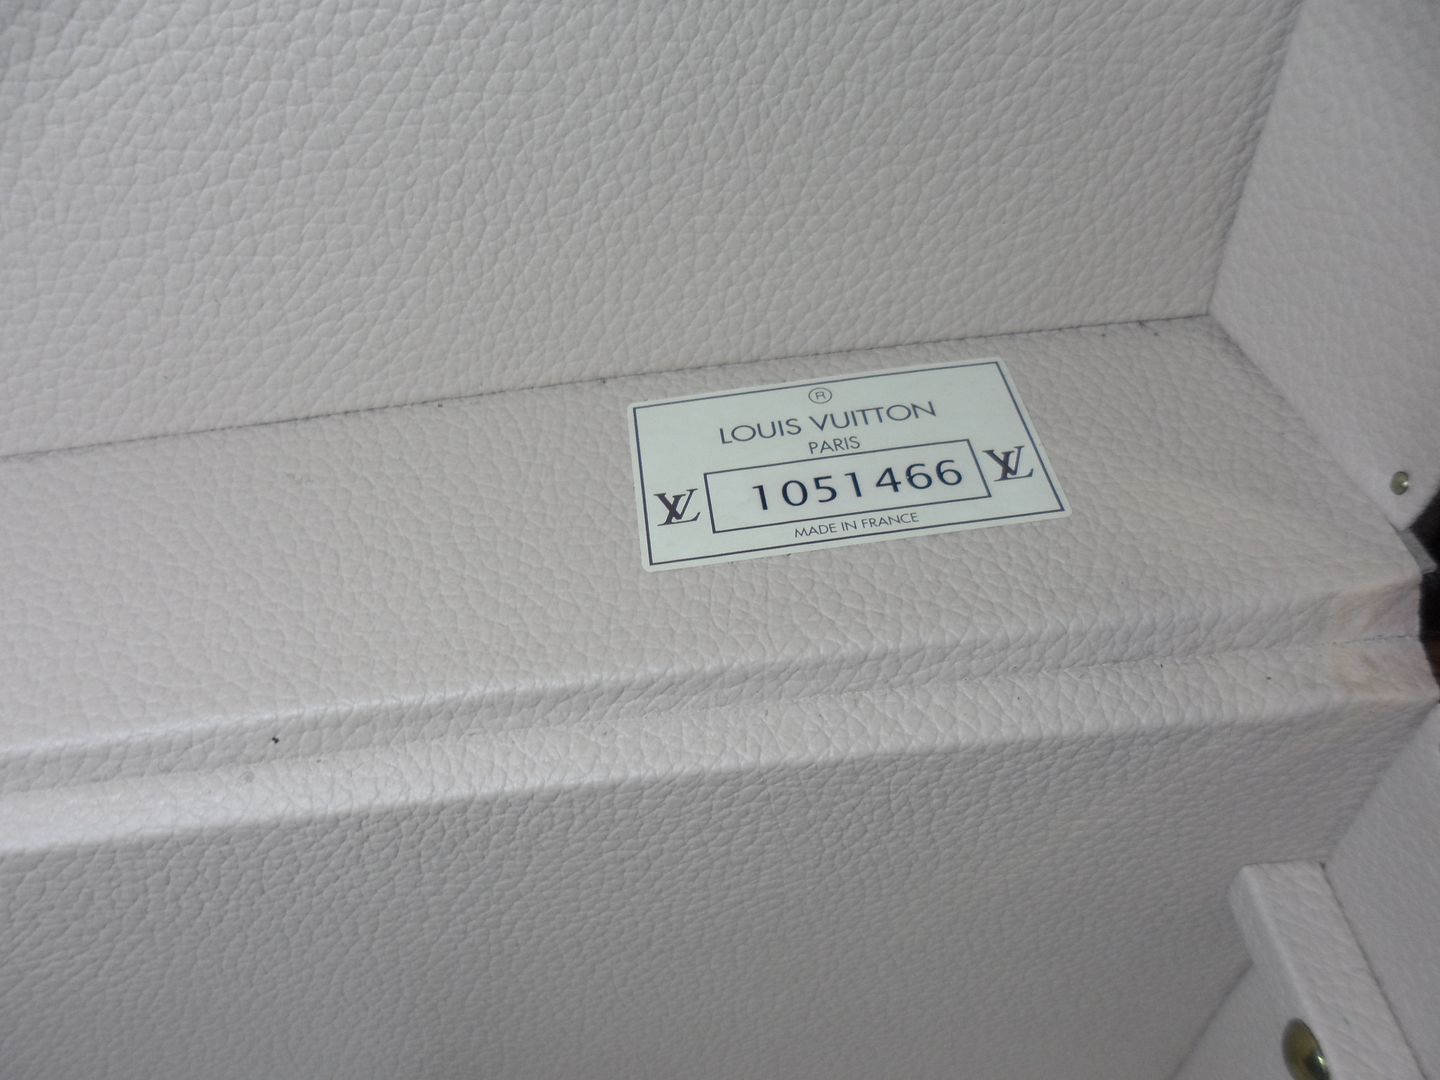 ®
LOUIS VUITTON
PARIS
LV 1051466 LV
MADE IN FRANCE